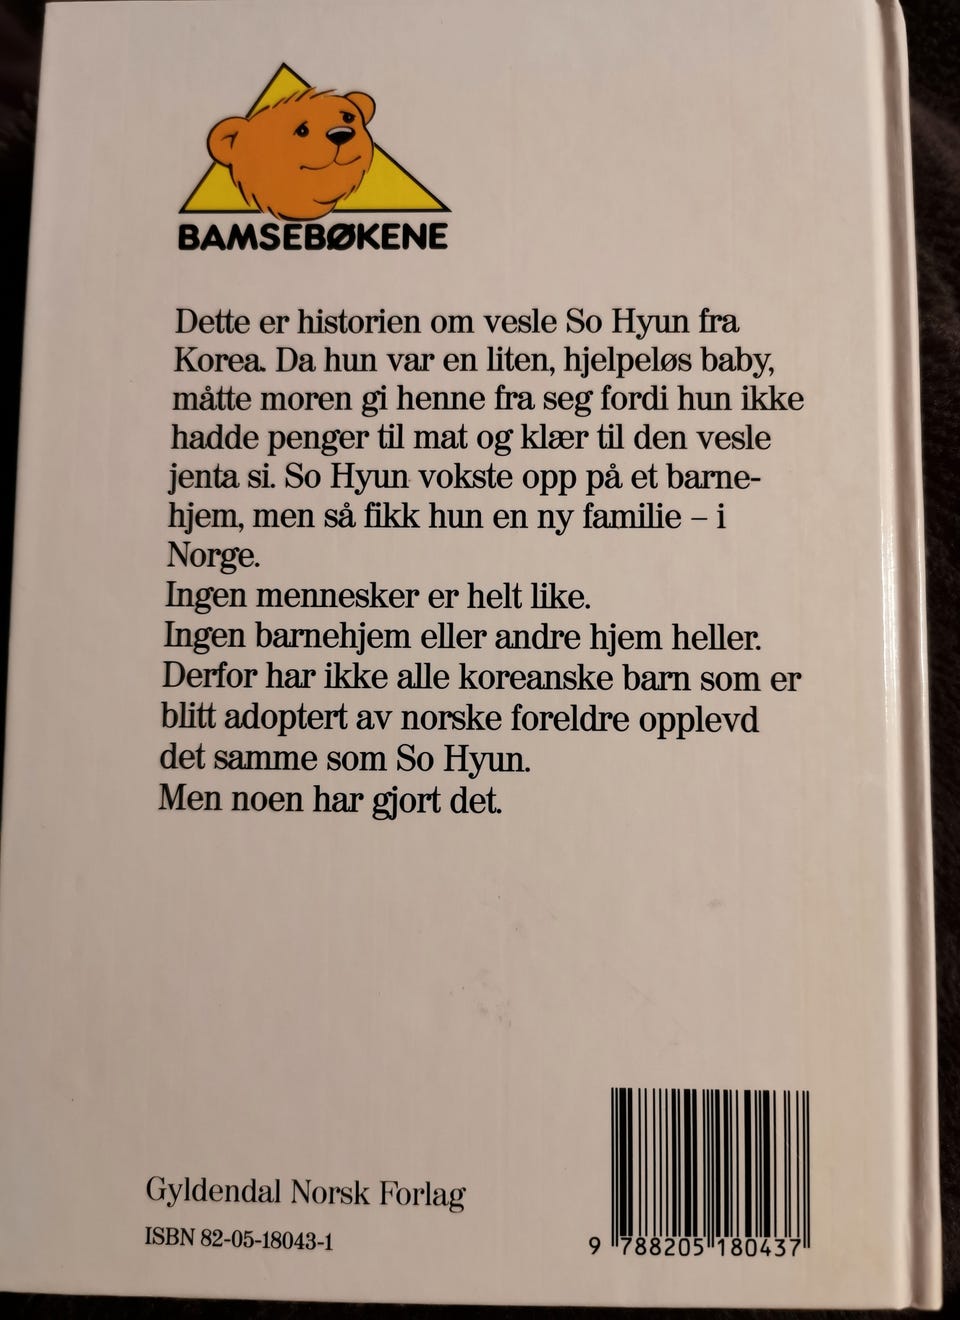 BAMSEBØKENE
Dette er historien om vesle So Hyun fra
Korea. Da hun var en liten, hjelpeløs baby,
måtte moren gi henne fra seg fordi hun ikke
hadde penger til mat og klær til den vesle
jenta si. So Hyun vokste opp på et barne-
hjem, men så fikk hun en ny familie – i
Norge.
Ingen mennesker er helt like.
Ingen barnehjem eller andre hjem heller.
Derfor har ikke alle koreanske barn som er
blitt adoptert av norske foreldre opplevd
det samme som So Hyun.
Men noen har gjort det.
Gyldendal Norsk Forlag
ISBN 82-05-18043-1
9 788205 180437